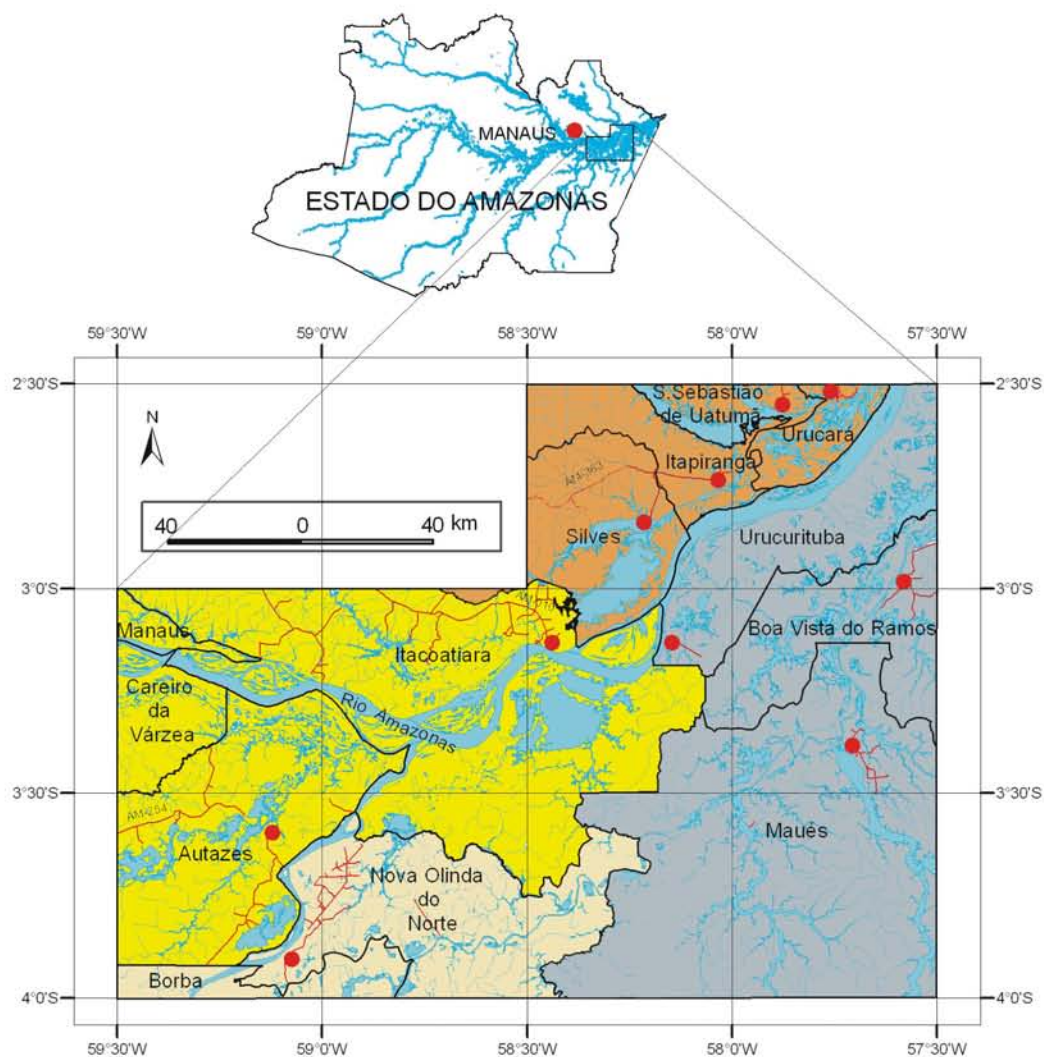 MANAUS
ESTADO DO AMAZONAS
59°30'W
59°0'W
58°30'W
58°0'W
57°30'W
2°30'S
2°30'S
N
S.Sebastião
de Uatumã
Urucará
Itapiranga
AM-363
40
0
40 km
Silves
Urucurituba
3°0'S
3°0'S
AM-010
Boa Vista do Ramos
Manaus
Itacoatiara
Careiro
da
Várzea
Rio Amazonas
3°30'S
3°30'S
AM-254
Maués
Autazes
Nova Olinda
do
Norte
Borba
4°0'S
4°0'S
59°30'W
59°0'W
58°30'W
58°0'W
57°30'W